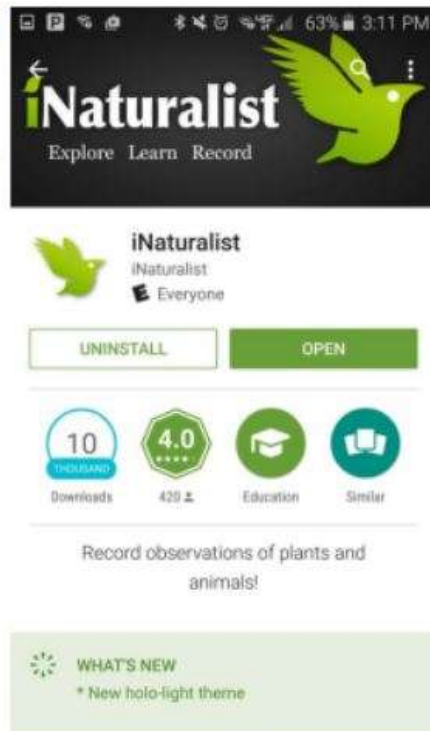 63% 3:11 PM
iNaturalist
Explore Learn Record
iNaturalist
iNaturalist
E Everyone
UNINSTALL
OPEN
10
THOUSAND
Downloads
4.0
420
Education
Similar
Record observations of plants and
animals!
WHAT'S NEW
* New holo-light theme